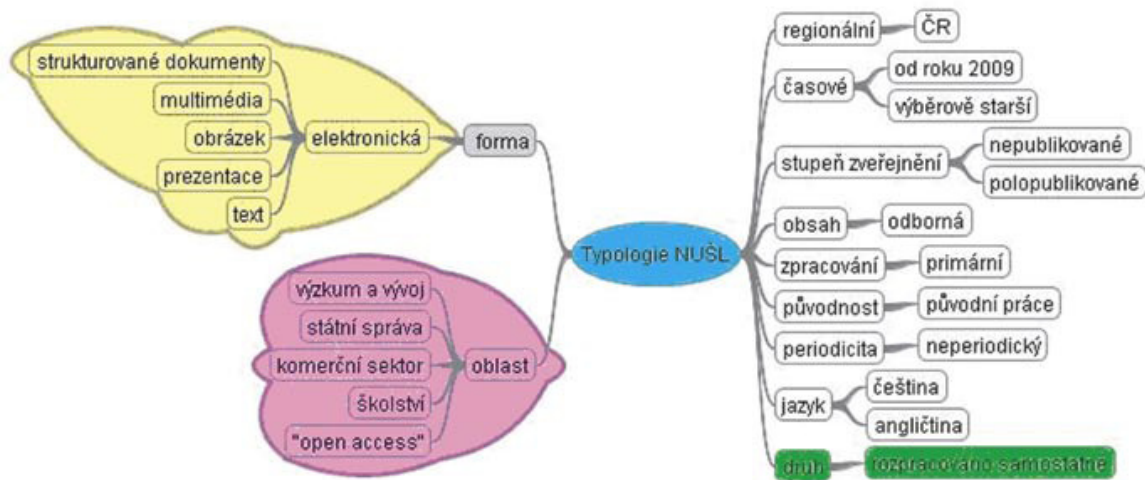 Typologie NUŠL
forma
elektronická
strukturované dokumenty
multimédia
obrázek
prezentace
text
oblast
výzkum a vývoj
státní správa
komerční sektor
školství
"open access"
regionální
ČR
časové
od roku 2009
výběrově starší
stupeň zveřejnění
nepublikované
polopublikované
obsah
odborná
zpracování
primární
původnost
původní práce
periodicita
neperiodický
jazyk
čeština
angličtina
druh
rozpracováno samostatně